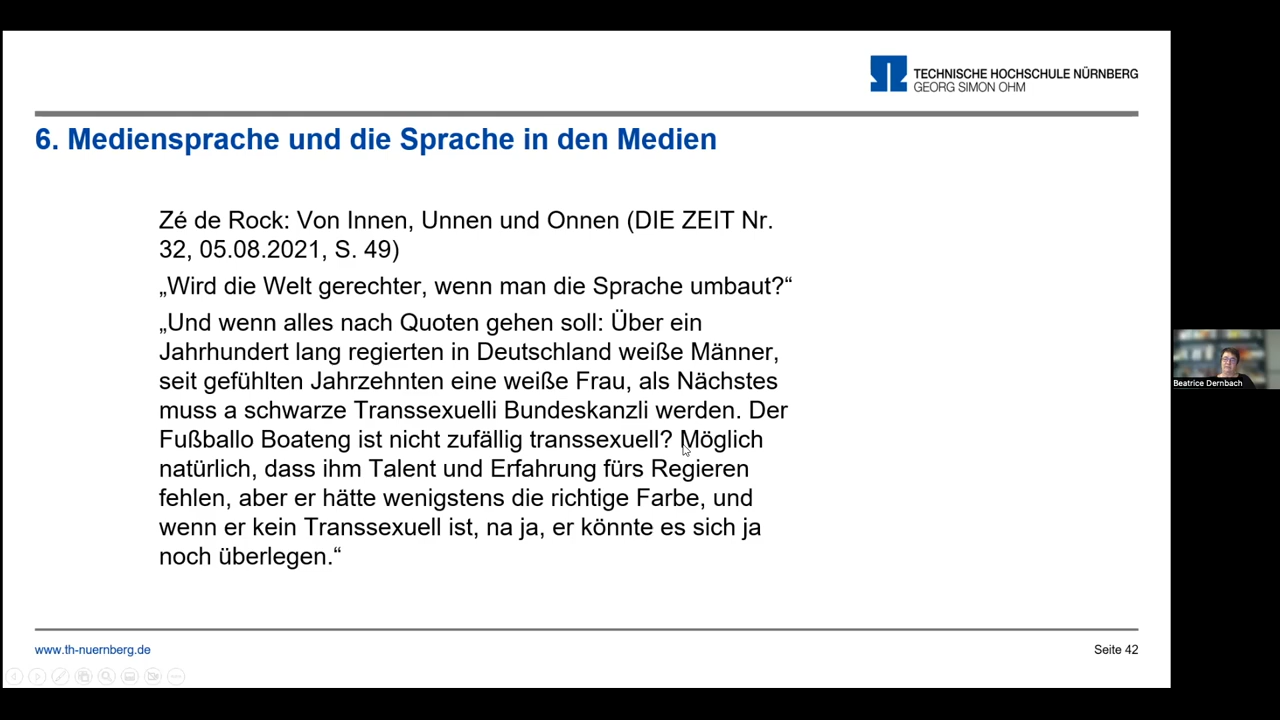 TECHNISCHE HOCHSCHULE NÜRNBERG
GEORG SIMON OHM
6. Mediensprache und die Sprache in den Medien
Zé de Rock: Von Innen, Unnen und Onnen (DIE ZEIT Nr.
32, 05.08.2021, S. 49)
„Wird die Welt gerechter, wenn man die Sprache umbaut?“
„Und wenn alles nach Quoten gehen soll: Über ein
Jahrhundert lang regierten in Deutschland weiße Männer,
seit gefühlten Jahrzehnten eine weiße Frau, als Nächstes
muss a schwarze Transsexuelli Bundeskanzli werden. Der
Fußballo Boateng ist nicht zufällig transsexuell? Möglich
natürlich, dass ihm Talent und Erfahrung fürs Regieren
fehlen, aber er hätte wenigstens die richtige Farbe, und
wenn er kein Transsexuell ist, na ja, er könnte es sich ja
noch überlegen.“
Beatrice Dernbach
www.th-nuernberg.de
Seite 42